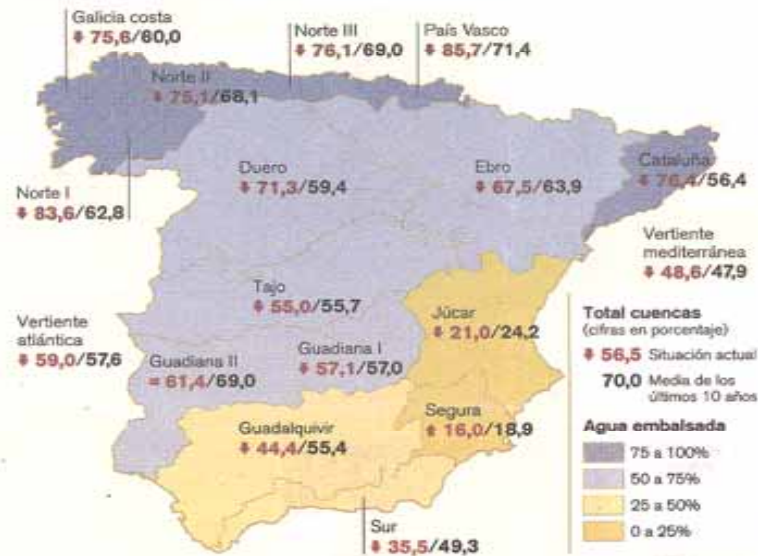 Galicia costa
↓ 75,6/60,0
Norte III
↓ 76,1/69,0
País Vasco
↓ 85,7/71,4
Norte II
↓ 75,1/68,1
Duero
↓ 71,3/59,4
Ebro
↓ 67,5/63,9
Cataluña
↓ 76,4/56,4
Norte I
↓ 83,6/62,8
Vertiente
mediterránea
↓ 48,6/47,9
Tajo
↓ 55,0/55,7
Júcar
↓ 21,0/24,2
Vertiente
atlántica
↓ 59,0/57,6
Guadiana II
= 61,4/69,0
Guadiana I
↓ 57,1/57,0
Guadalquivir
↓ 44,4/55,4
Segura
↑ 16,0/18,9
Sur
↓ 35,5/49,3
Total cuencas
(cifras en porcentaje)
↓ 56,5 Situación actual
70,0 Media de los
últimos 10 años
Agua embalsada
75 a 100%
50 a 75%
25 a 50%
0 a 25%